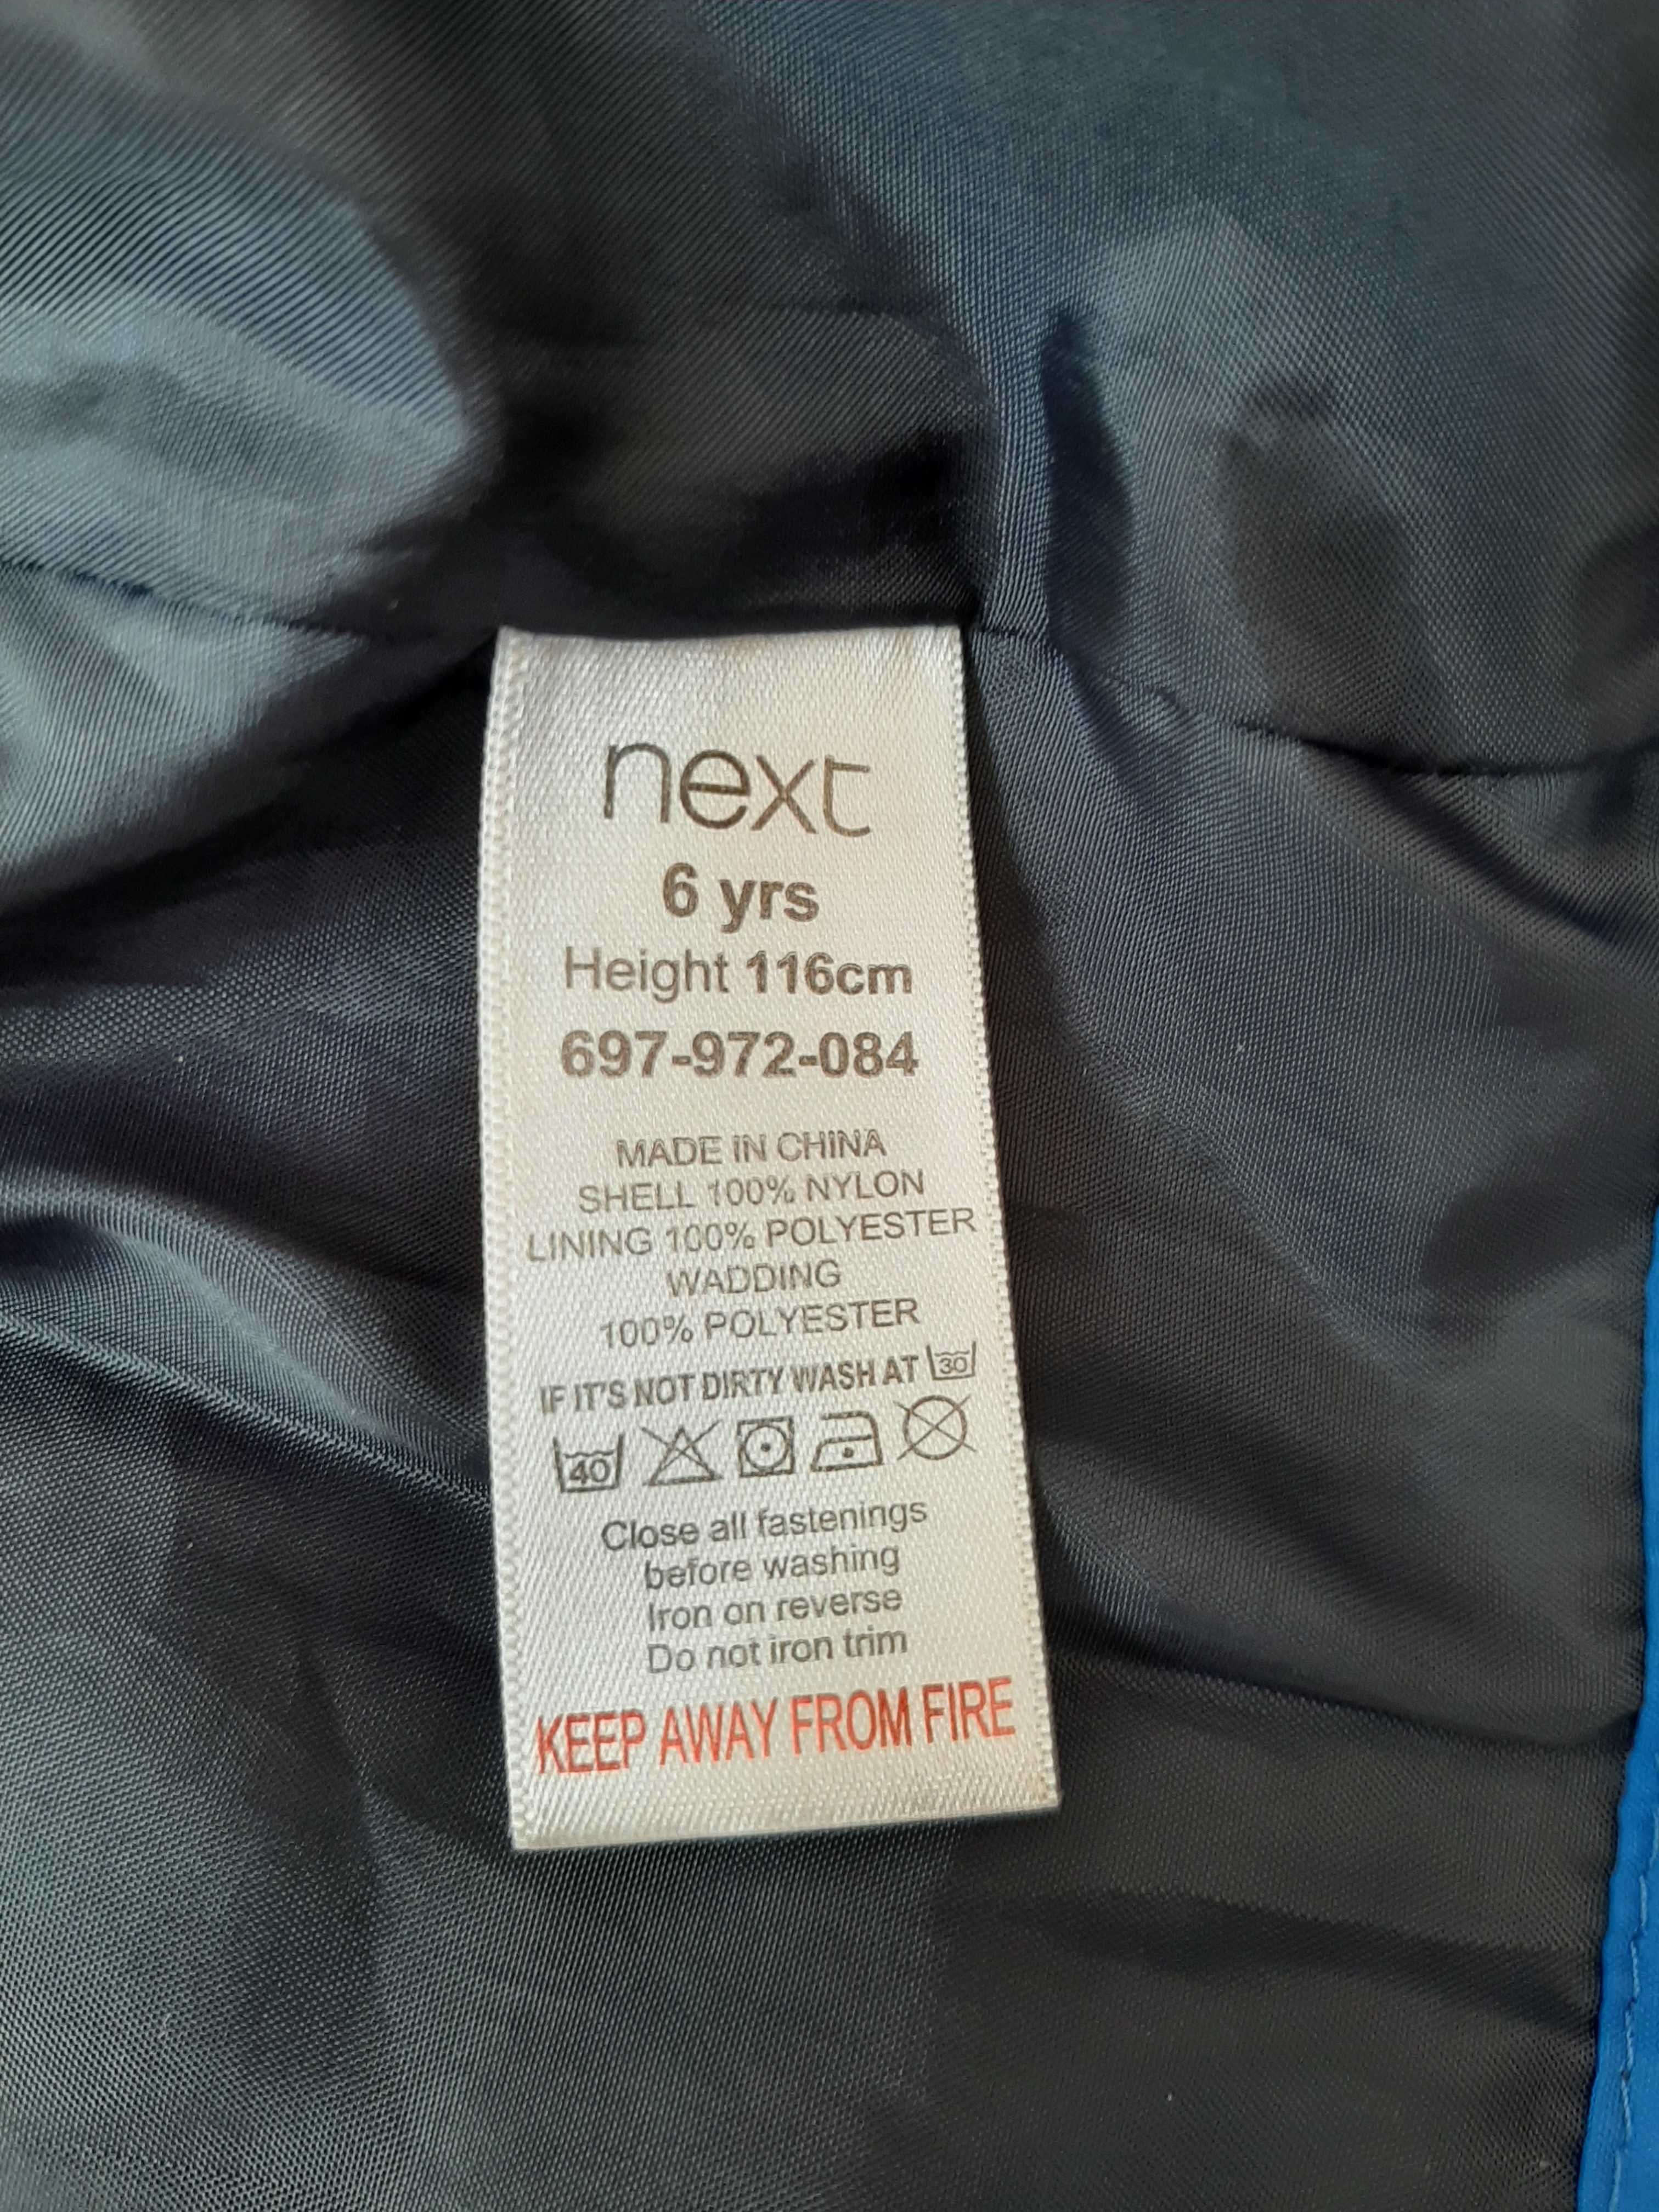 next
6 yrs
Height 116cm
697-972-084
MADE IN CHINA
SHELL 100% NYLON
LINING 100% POLYESTER
WADDING
100% POLYESTER
IF IT'S NOT DIRTY WASH AT 30
40
Close all fastenings
before washing
Iron on reverse
Do not iron trim
KEEP AWAY FROM FIRE